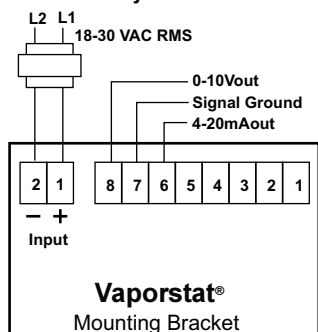 L2 L1
18-30 VAC RMS
0-10Vout
Signal Ground
4-20mAout
2 1 8 7 6 5 4 3 2 1
− +
Input
Vaporstat®
Mounting Bracket